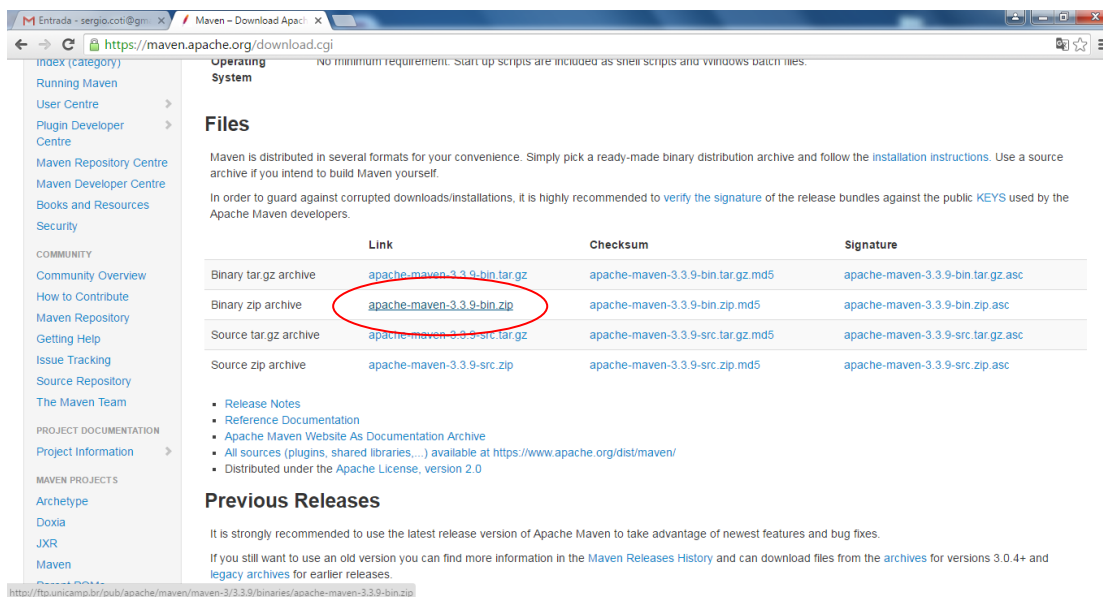 Entrada - sergio.coti@gm
Maven – Download Apach
https://maven.apache.org/download.cgi
Index (category)
Running Maven
User Centre
Plugin Developer
Centre
Maven Repository Centre
Maven Developer Centre
Books and Resources
Security
COMMUNITY
Community Overview
How to Contribute
Maven Repository
Getting Help
Issue Tracking
Source Repository
The Maven Team
PROJECT DOCUMENTATION
Project Information
MAVEN PROJECTS
Archetype
Doxia
JXR
Maven
Parent POMs
Operating No minimum requirement. Start up scripts are included as shell scripts and Windows batch files.
System
Files
Maven is distributed in several formats for your convenience. Simply pick a ready-made binary distribution archive and follow the installation instructions. Use a source
archive if you intend to build Maven yourself.
In order to guard against corrupted downloads/installations, it is highly recommended to verify the signature of the release bundles against the public KEYS used by the
Apache Maven developers.
Link Checksum Signature
Binary tar.gz archive apache-maven-3.3.9-bin.tar.gz apache-maven-3.3.9-bin.tar.gz.md5 apache-maven-3.3.9-bin.tar.gz.asc
Binary zip archive apache-maven-3.3.9-bin.zip apache-maven-3.3.9-bin.zip.md5 apache-maven-3.3.9-bin.zip.asc
Source tar.gz archive apache-maven-3.3.9-src.tar.gz apache-maven-3.3.9-src.tar.gz.md5 apache-maven-3.3.9-src.tar.gz.asc
Source zip archive apache-maven-3.3.9-src.zip apache-maven-3.3.9-src.zip.md5 apache-maven-3.3.9-src.zip.asc
Release Notes
Reference Documentation
Apache Maven Website As Documentation Archive
All sources (plugins, shared libraries,...) available at https://www.apache.org/dist/maven/
Distributed under the Apache License, version 2.0
Previous Releases
It is strongly recommended to use the latest release version of Apache Maven to take advantage of newest features and bug fixes.
If you still want to use an old version you can find more information in the Maven Releases History and can download files from the archives for versions 3.0.4+ and
legacy archives for earlier releases.
http://ftp.unicamp.br/pub/apache/maven/maven-3/3.3.9/binaries/apache-maven-3.3.9-bin.zip